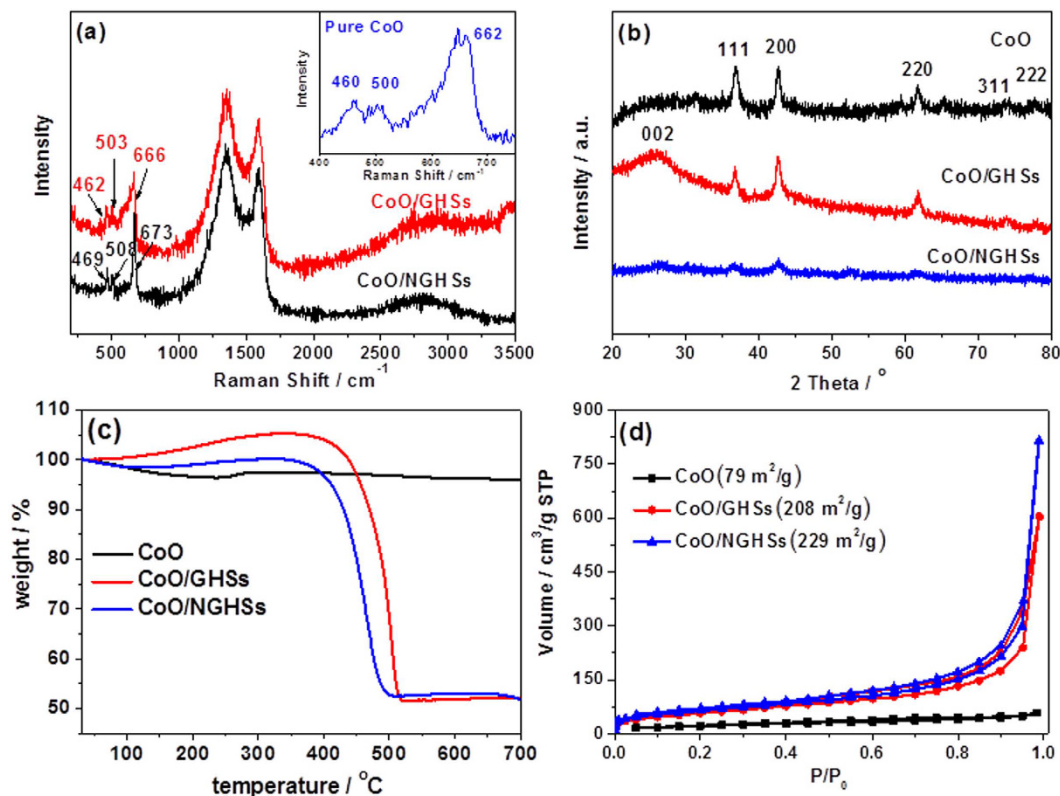 (a)
Pure CoO
662
460
500
Intensity
400
500
600
700
Raman Shift / cm-1
503
666
462
CoO/GHSs
508
673
469
CoO/NGHSs
Intensity
500 1000 1500 2000 2500 3000 3500
Raman Shift / cm-1
(b)
111
200
CoO
220
311
222
002
CoO/GHSs
CoO/NGHSs
Intensity / a.u.
20 30 40 50 60 70 80
2 Theta / °
(c)
110
100
90
80
70
60
50
CoO
CoO/GHSs
CoO/NGHSs
weight / %
100 200 300 400 500 600 700
temperature / °C
(d)
900
750
600
450
300
150
0
CoO (79 m2/g)
CoO/GHSs (208 m2/g)
CoO/NGHSs (229 m2/g)
Volume / cm3/g STP
0.0 0.2 0.4 0.6 0.8 1.0
P/P0